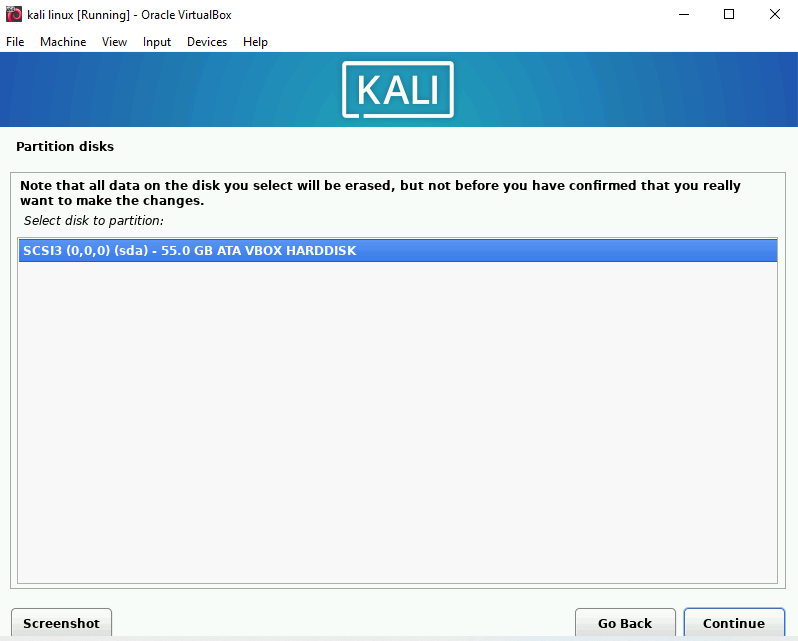 kali linux [Running] - Oracle VirtualBox
File Machine View Input Devices Help
KALI
Partition disks
Note that all data on the disk you select will be erased, but not before you have confirmed that you really
want to make the changes.
Select disk to partition:
SCSI3 (0,0,0) (sda) - 55.0 GB ATA VBOX HARDDISK
Screenshot Go Back Continue